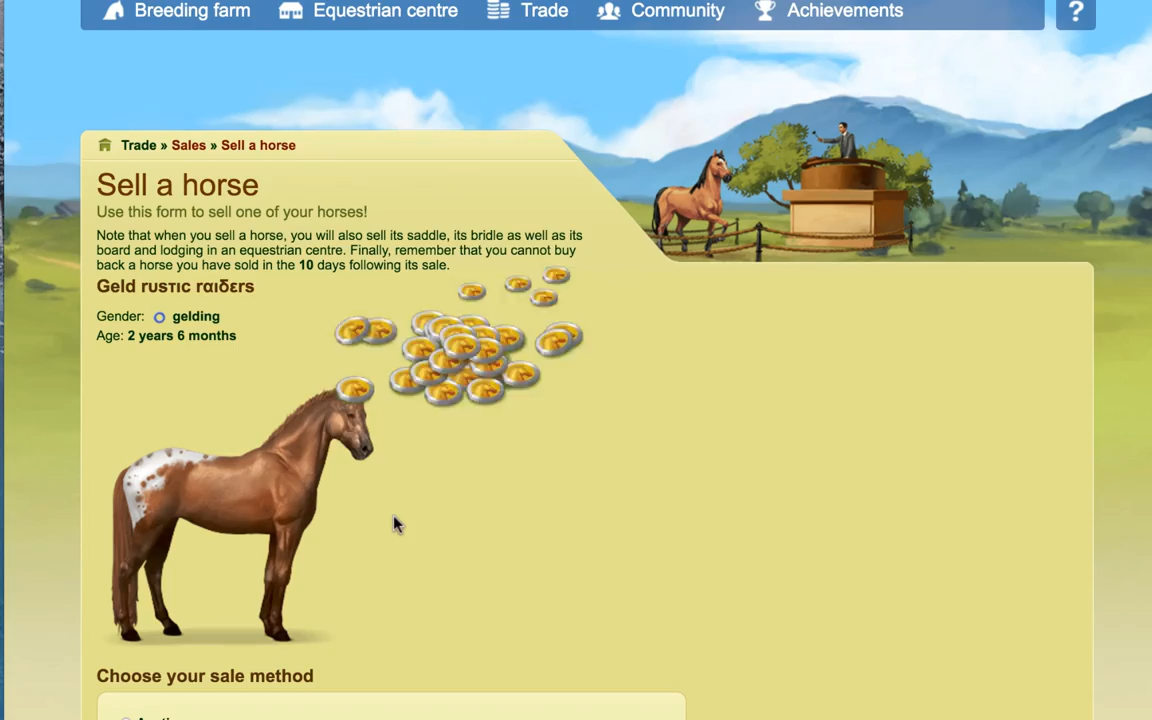 Breeding farm Equestrian centre Trade Community Achievements ?
Trade » Sales » Sell a horse
Sell a horse
Use this form to sell one of your horses!
Note that when you sell a horse, you will also sell its saddle, its bridle as well as its
board and lodging in an equestrian centre. Finally, remember that you cannot buy
back a horse you have sold in the 10 days following its sale.
Geld rυsтιc rαιδεrs
Gender: gelding
Age: 2 years 6 months
Choose your sale method